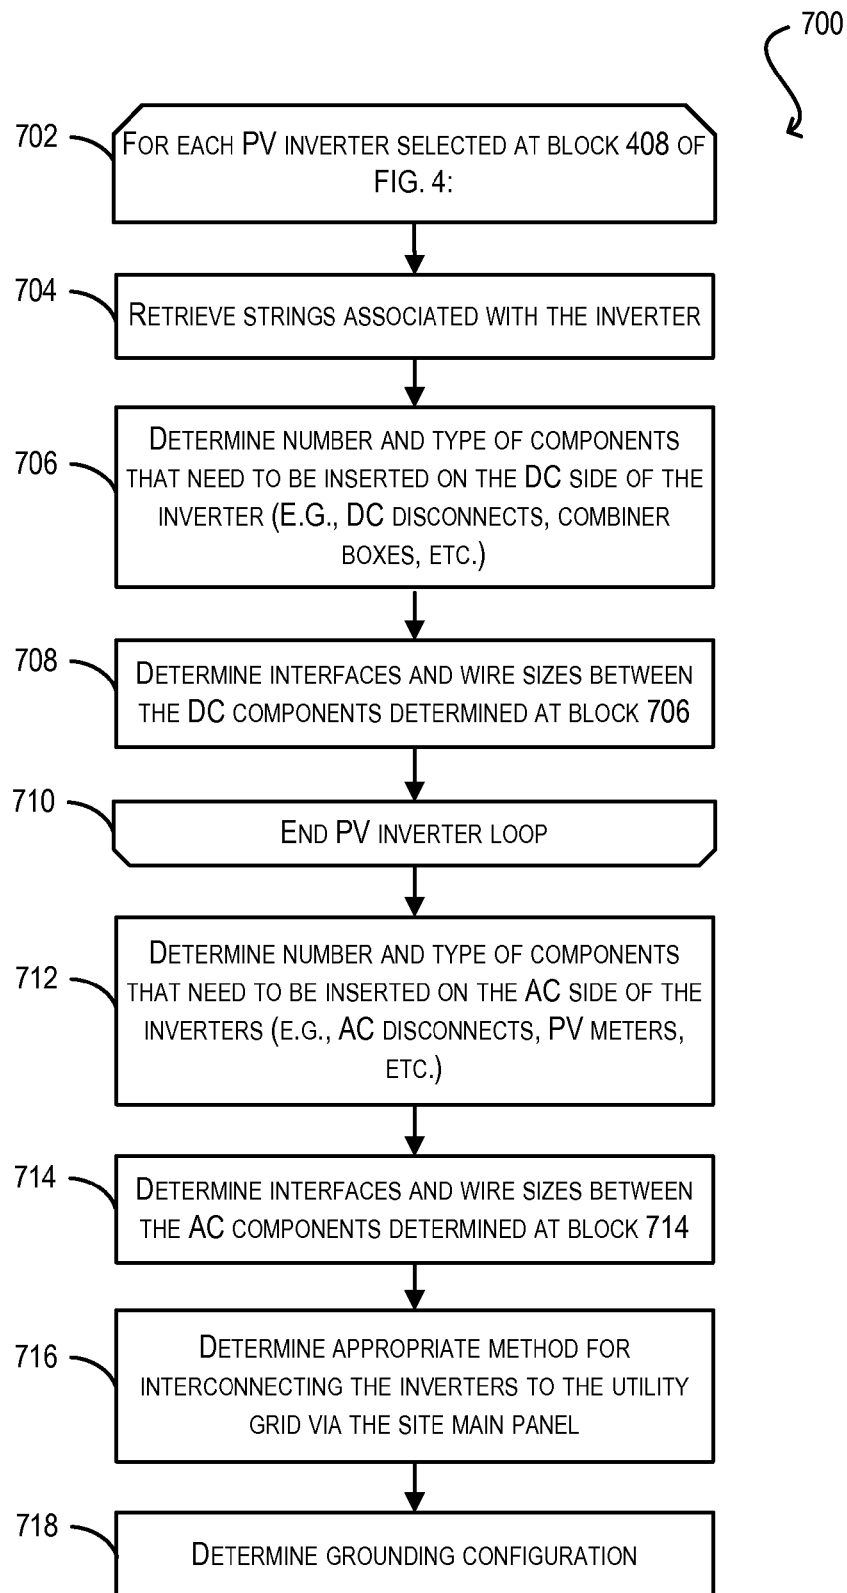 700
702
FOR EACH PV INVERTER SELECTED AT BLOCK 408 OF
FIG. 4:
704
RETRIEVE STRINGS ASSOCIATED WITH THE INVERTER
706
DETERMINE NUMBER AND TYPE OF COMPONENTS
THAT NEED TO BE INSERTED ON THE DC SIDE OF THE
INVERTER (E.G., DC DISCONNECTS, COMBINER
BOXES, ETC.)
708
DETERMINE INTERFACES AND WIRE SIZES BETWEEN
THE DC COMPONENTS DETERMINED AT BLOCK 706
710
END PV INVERTER LOOP
712
DETERMINE NUMBER AND TYPE OF COMPONENTS
THAT NEED TO BE INSERTED ON THE AC SIDE OF THE
INVERTERS (E.G., AC DISCONNECTS, PV METERS,
ETC.)
714
DETERMINE INTERFACES AND WIRE SIZES BETWEEN
THE AC COMPONENTS DETERMINED AT BLOCK 714
716
DETERMINE APPROPRIATE METHOD FOR
INTERCONNECTING THE INVERTERS TO THE UTILITY
GRID VIA THE SITE MAIN PANEL
718
DETERMINE GROUNDING CONFIGURATION